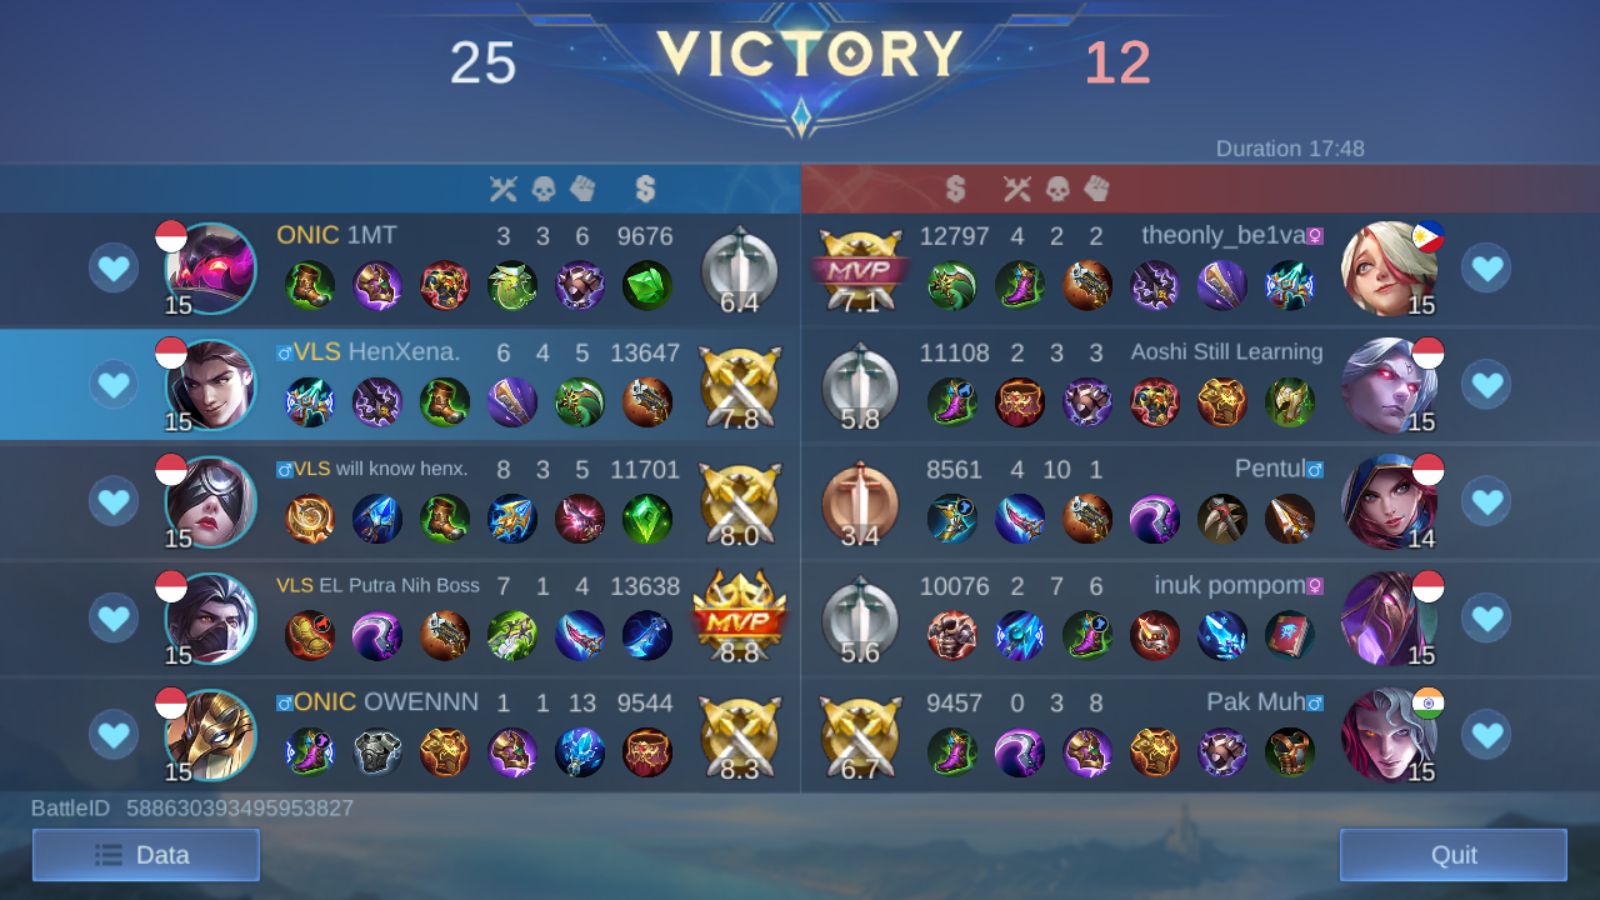 25 VICTORY 12
Duration 17:48
ONIC 1MT 3 3 6 9676
15 6.4
MVP 12797 4 2 2 theonly_be1va
7.1 15
VLS HenXena. 6 4 5 13647
15 7.8
11108 2 3 3 Aoshi Still Learning
5.8 15
VLS will know henx. 8 3 5 11701
15 8.0
8561 4 10 1 Pentul
3.4 14
VLS EL Putra Nih Boss 7 1 4 13638
15 MVP 8.8
10076 2 7 6 inuk pompom
5.6 15
ONIC OWENNN 1 1 13 9544
15 8.3
9457 0 3 8 Pak Muh
6.7 15
BattleID 588630393495953827
Data
Quit